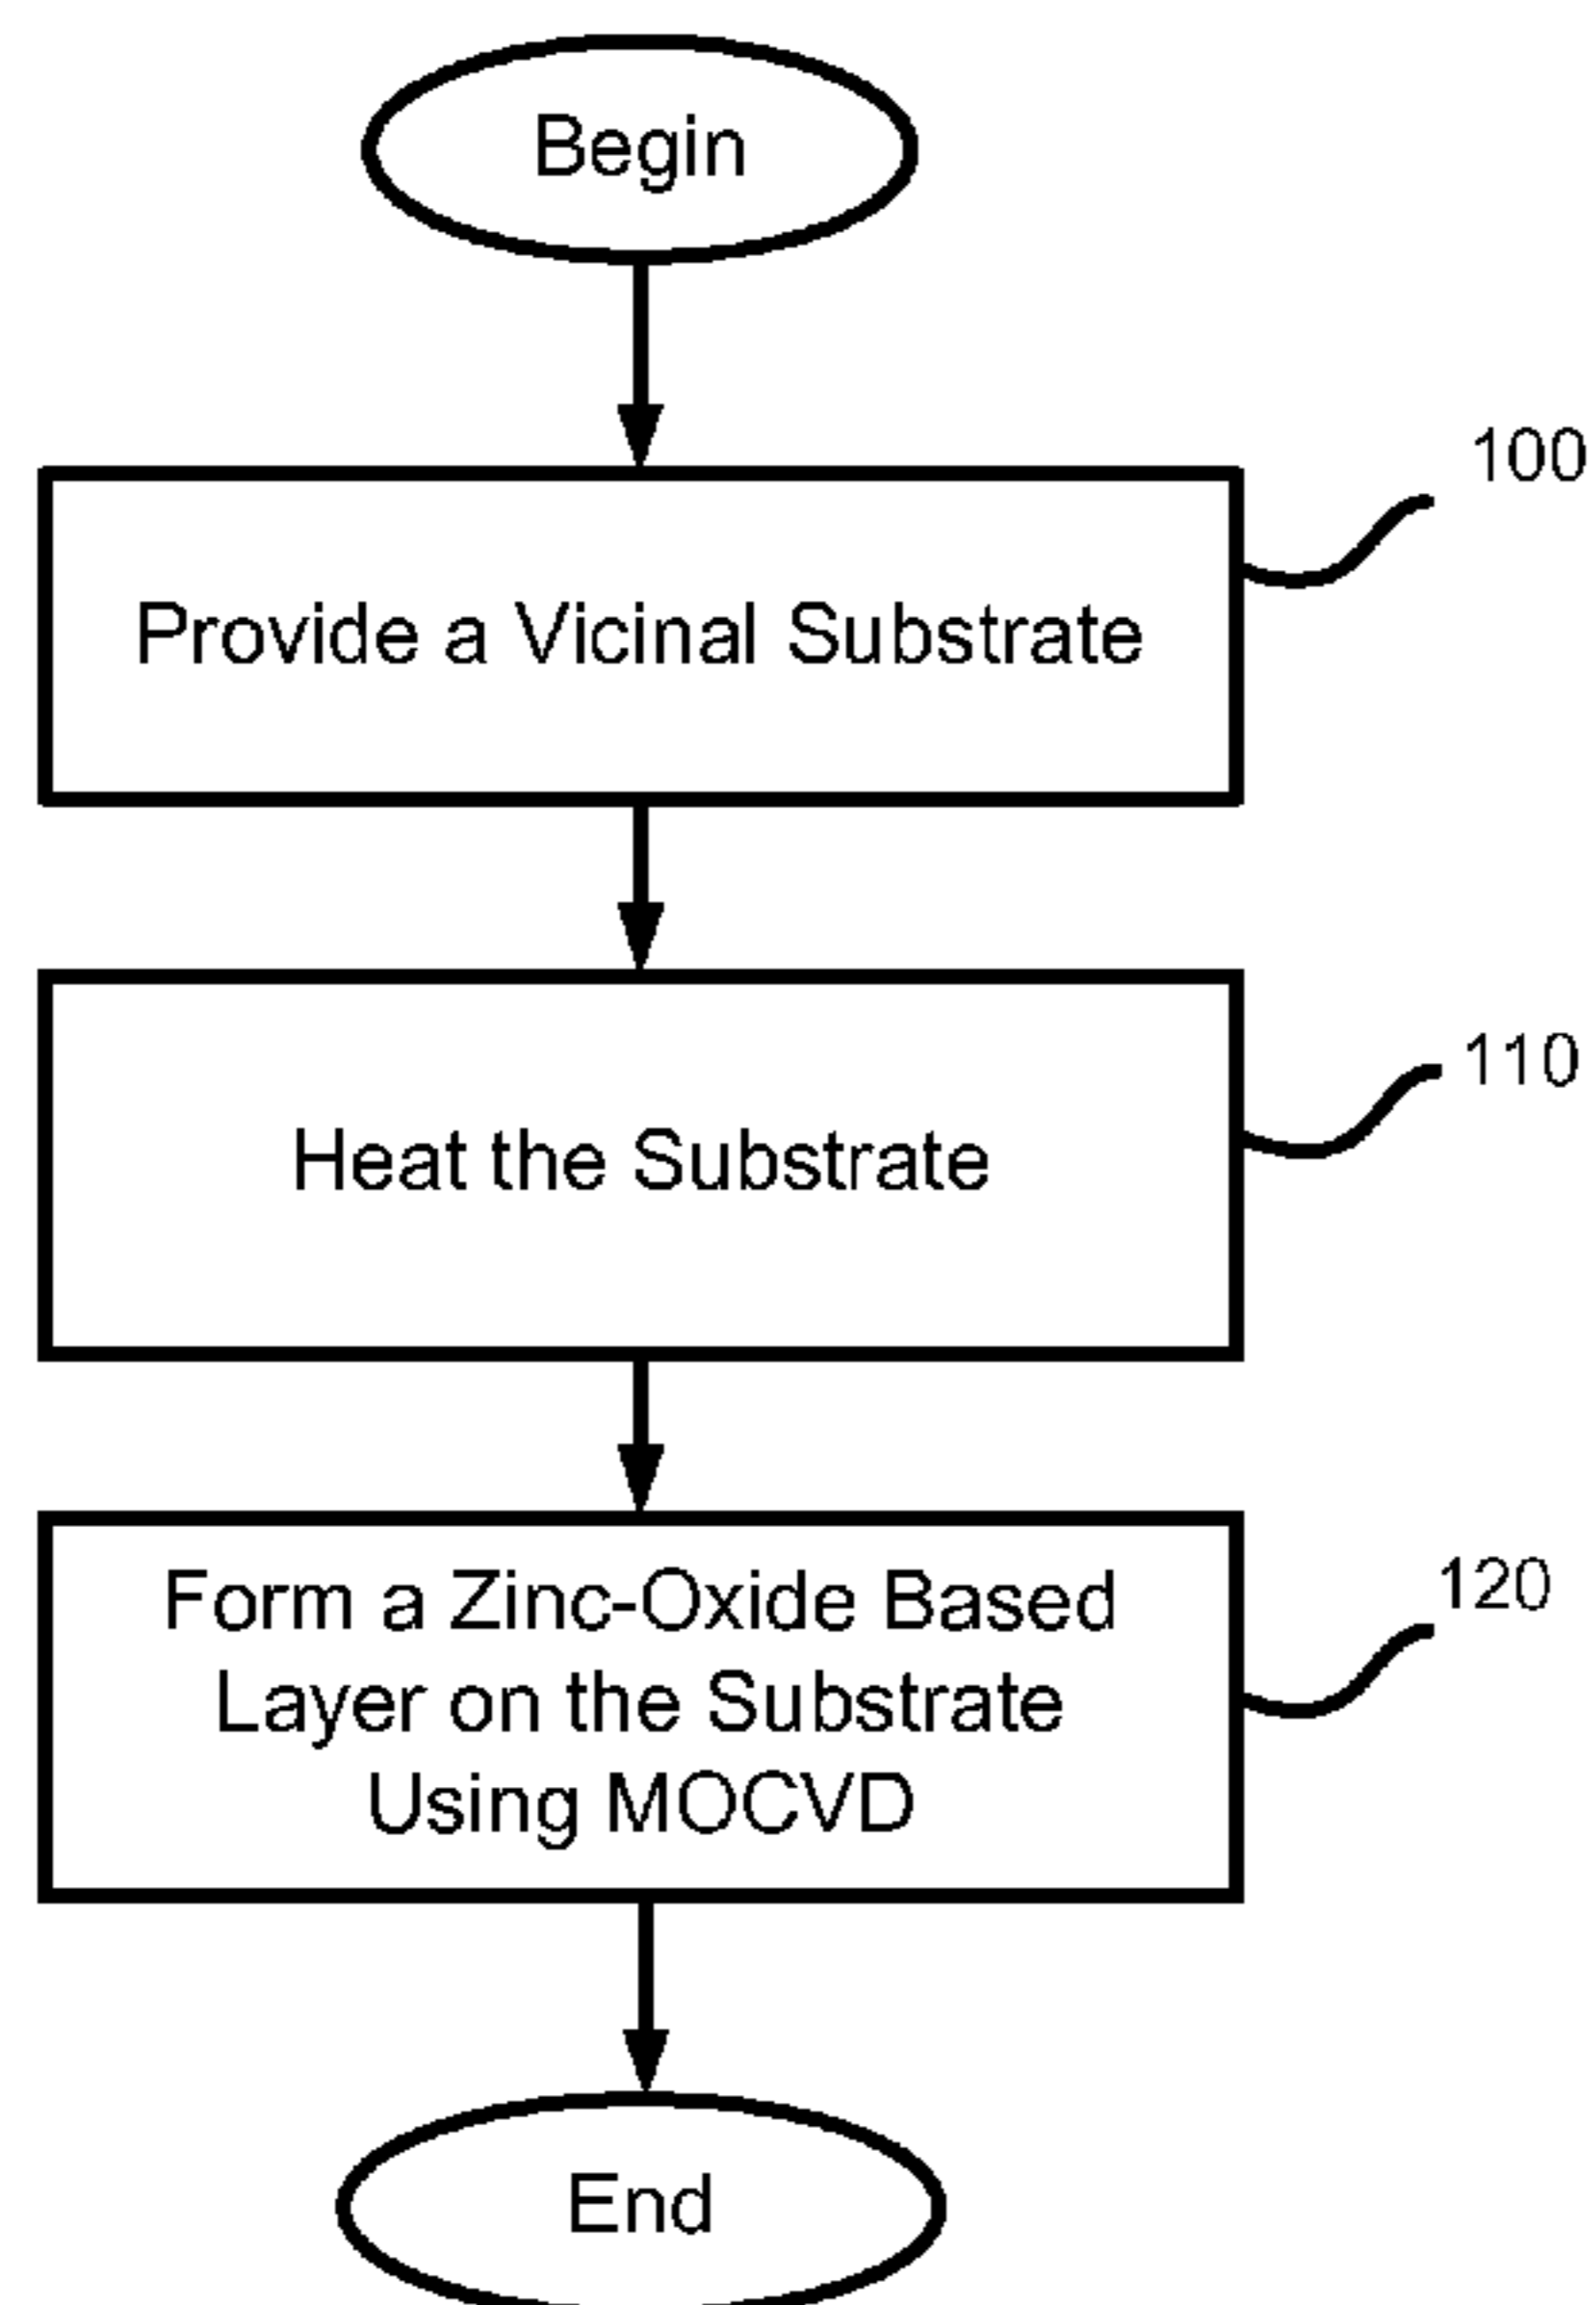 Begin
100
Provide a Vicinal Substrate
110
Heat the Substrate
120
Form a Zinc-Oxide Based
Layer on the Substrate
Using MOCVD
End